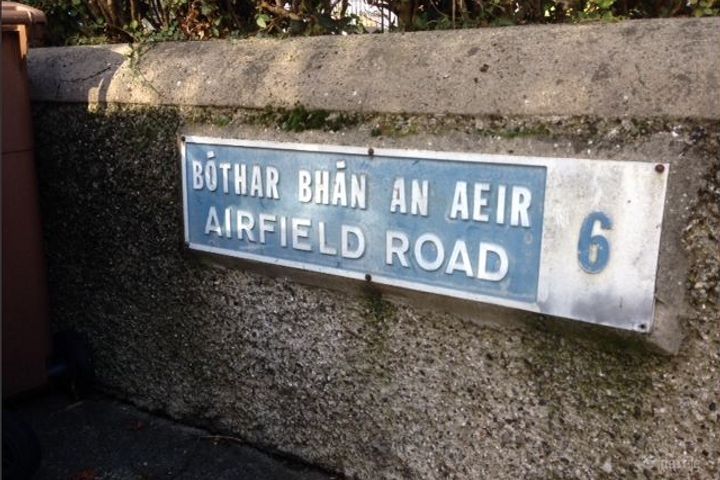 BÓTHAR BHÁN AN AEIR
AIRFIELD ROAD
6